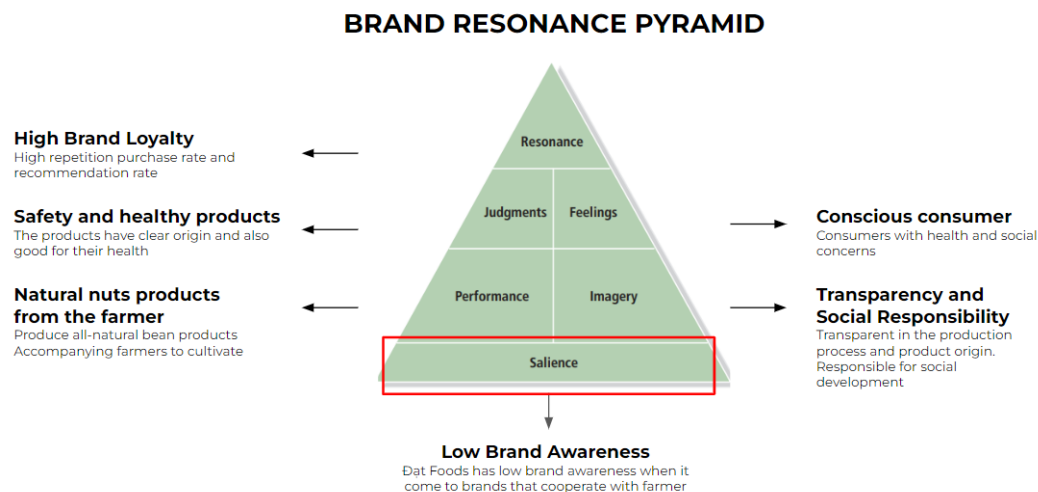 BRAND RESONANCE PYRAMID
High Brand Loyalty
High repetition purchase rate and
recommendation rate
Safety and healthy products
The products have clear origin and also
good for their health
Natural nuts products
from the farmer
Produce all-natural bean products
Accompanying farmers to cultivate
Resonance
Judgments
Feelings
Performance
Imagery
Salience
Conscious consumer
Consumers with health and social
concerns
Transparency and
Social Responsibility
Transparent in the production
process and product origin.
Responsible for social
development
Low Brand Awareness
Đạt Foods has low brand awareness when it
come to brands that cooperate with farmer